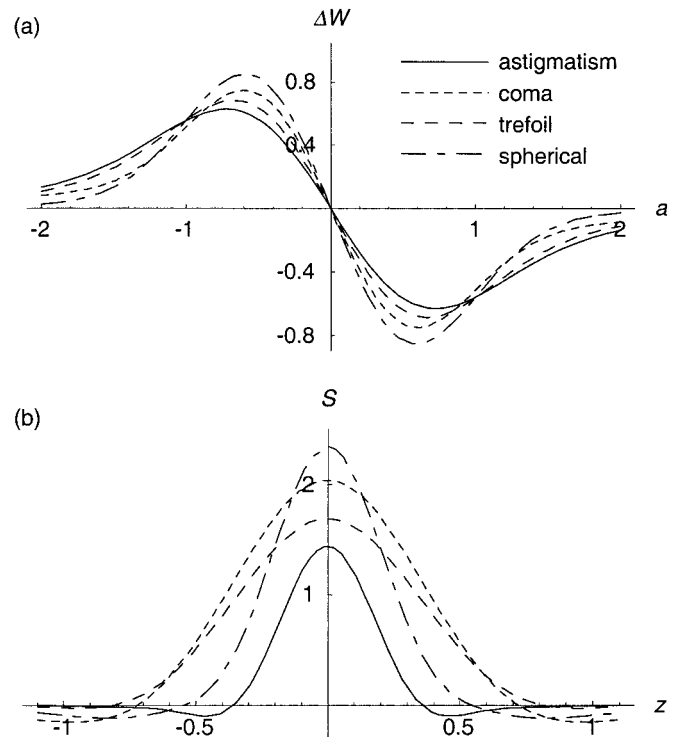 (a)
ΔW
0.8
0.4
astigmatism
coma
trefoil
spherical
-2 -1 1 2 a
-0.4
-0.8
(b)
S
2
1
-1 -0.5 0.5 1 z